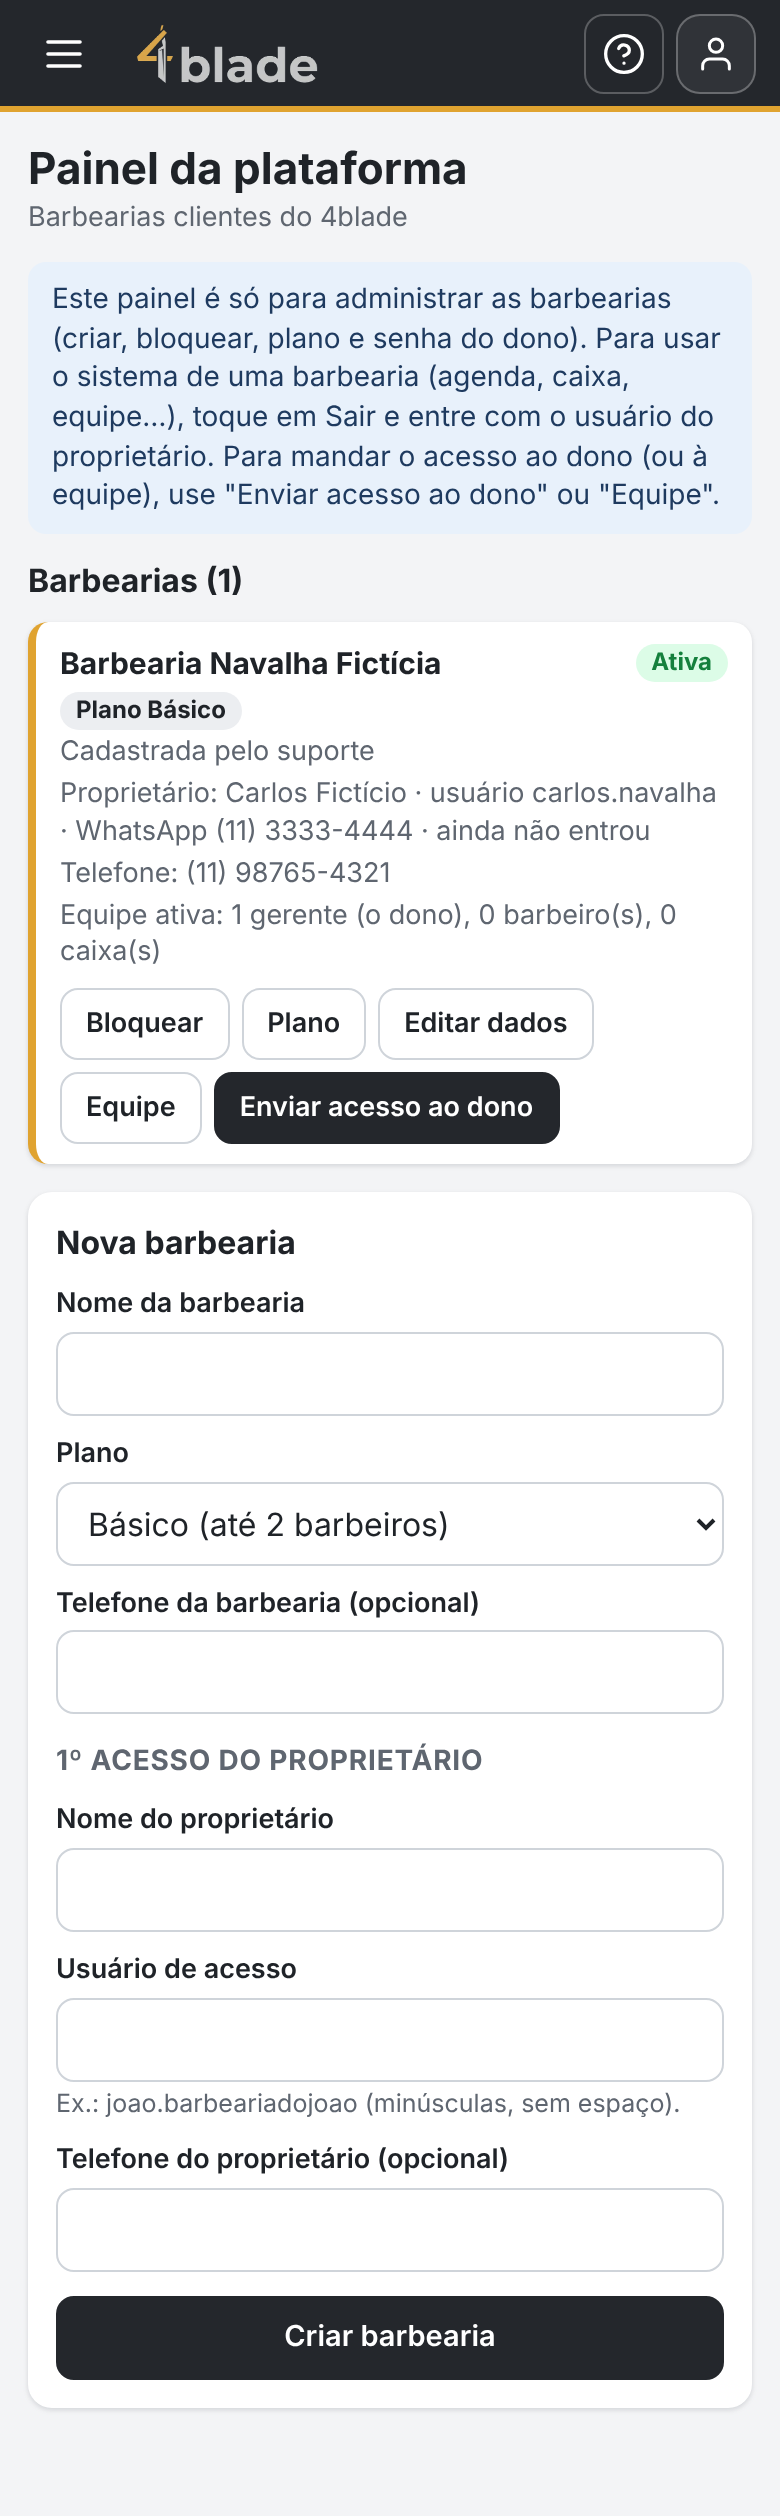 4blade
Painel da plataforma
Barbearias clientes do 4blade
Este painel é só para administrar as barbearias
(criar, bloquear, plano e senha do dono). Para usar
o sistema de uma barbearia (agenda, caixa,
equipe...), toque em Sair e entre com o usuário do
proprietário. Para mandar o acesso ao dono (ou à
equipe), use "Enviar acesso ao dono" ou "Equipe".
Barbearias (1)
Barbearia Navalha Fictícia
Ativa
Plano Básico
Cadastrada pelo suporte
Proprietário: Carlos Fictício · usuário carlos.navalha
· WhatsApp (11) 3333-4444 · ainda não entrou
Telefone: (11) 98765-4321
Equipe ativa: 1 gerente (o dono), 0 barbeiro(s), 0
caixa(s)
Bloquear
Plano
Editar dados
Equipe
Enviar acesso ao dono
Nova barbearia
Nome da barbearia
Plano
Básico (até 2 barbeiros)
Telefone da barbearia (opcional)
1º ACESSO DO PROPRIETÁRIO
Nome do proprietário
Usuário de acesso
Ex.: joao.barbeariadojoao (minúsculas, sem espaço).
Telefone do proprietário (opcional)
Criar barbearia